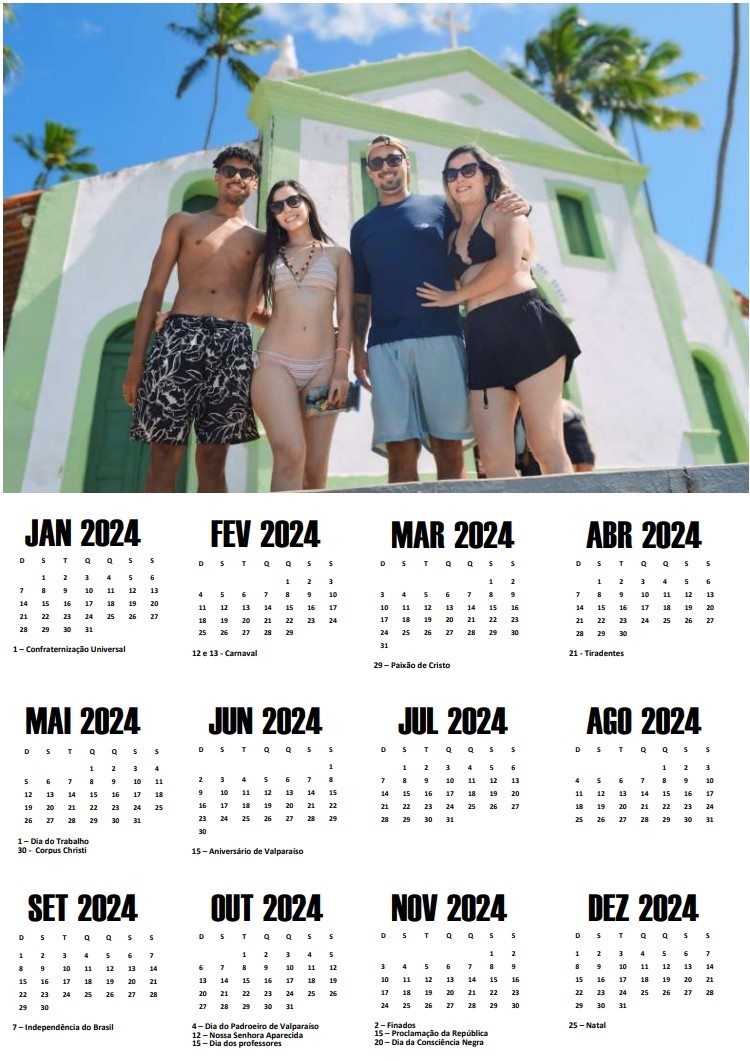 JAN 2024
D S T Q Q S S
1 2 3 4 5 6
7 8 9 10 11 12 13
14 15 16 17 18 19 20
21 22 23 24 25 26 27
28 29 30 31
1 – Confraternização Universal
FEV 2024
D S T Q Q S S
1 2 3
4 5 6 7 8 9 10
11 12 13 14 15 16 17
18 19 20 21 22 23 24
25 26 27 28 29
12 e 13 - Carnaval
MAR 2024
D S T Q Q S S
1 2
3 4 5 6 7 8 9
10 11 12 13 14 15 16
17 18 19 20 21 22 23
24 25 26 27 28 29 30
31
29 – Paixão de Cristo
ABR 2024
D S T Q Q S S
1 2 3 4 5 6
7 8 9 10 11 12 13
14 15 16 17 18 19 20
21 22 23 24 25 26 27
28 29 30
21 - Tiradentes
MAI 2024
D S T Q Q S S
1 2 3 4
5 6 7 8 9 10 11
12 13 14 15 16 17 18
19 20 21 22 23 24 25
26 27 28 29 30 31
1 – Dia do Trabalho
30 - Corpus Christi
JUN 2024
D S T Q Q S S
1
2 3 4 5 6 7 8
9 10 11 12 13 14 15
16 17 18 19 20 21 22
23 24 25 26 27 28 29
30
15 – Aniversário de Valparaíso
JUL 2024
D S T Q Q S S
1 2 3 4 5 6
7 8 9 10 11 12 13
14 15 16 17 18 19 20
21 22 23 24 25 26 27
28 29 30 31
AGO 2024
D S T Q Q S S
1 2 3
4 5 6 7 8 9 10
11 12 13 14 15 16 17
18 19 20 21 22 23 24
25 26 27 28 29 30 31
SET 2024
D S T Q Q S S
1 2 3 4 5 6 7
8 9 10 11 12 13 14
15 16 17 18 19 20 21
22 23 24 25 26 27 28
29 30
7 – Independência do Brasil
OUT 2024
D S T Q Q S S
1 2 3 4 5
6 7 8 9 10 11 12
13 14 15 16 17 18 19
20 21 22 23 24 25 26
27 28 29 30 31
4 – Dia do Padroeiro de Valparaíso
12 – Nossa Senhora Aparecida
15 – Dia dos professores
NOV 2024
D S T Q Q S S
1 2
3 4 5 6 7 8 9
10 11 12 13 14 15 16
17 18 19 20 21 22 23
24 25 26 27 28 29 30
2 – Finados
15 – Proclamação da República
20 – Dia da Consciência Negra
DEZ 2024
D S T Q Q S S
1 2 3 4 5 6 7
8 9 10 11 12 13 14
15 16 17 18 19 20 21
22 23 24 25 26 27 28
29 30 31
25 – Natal